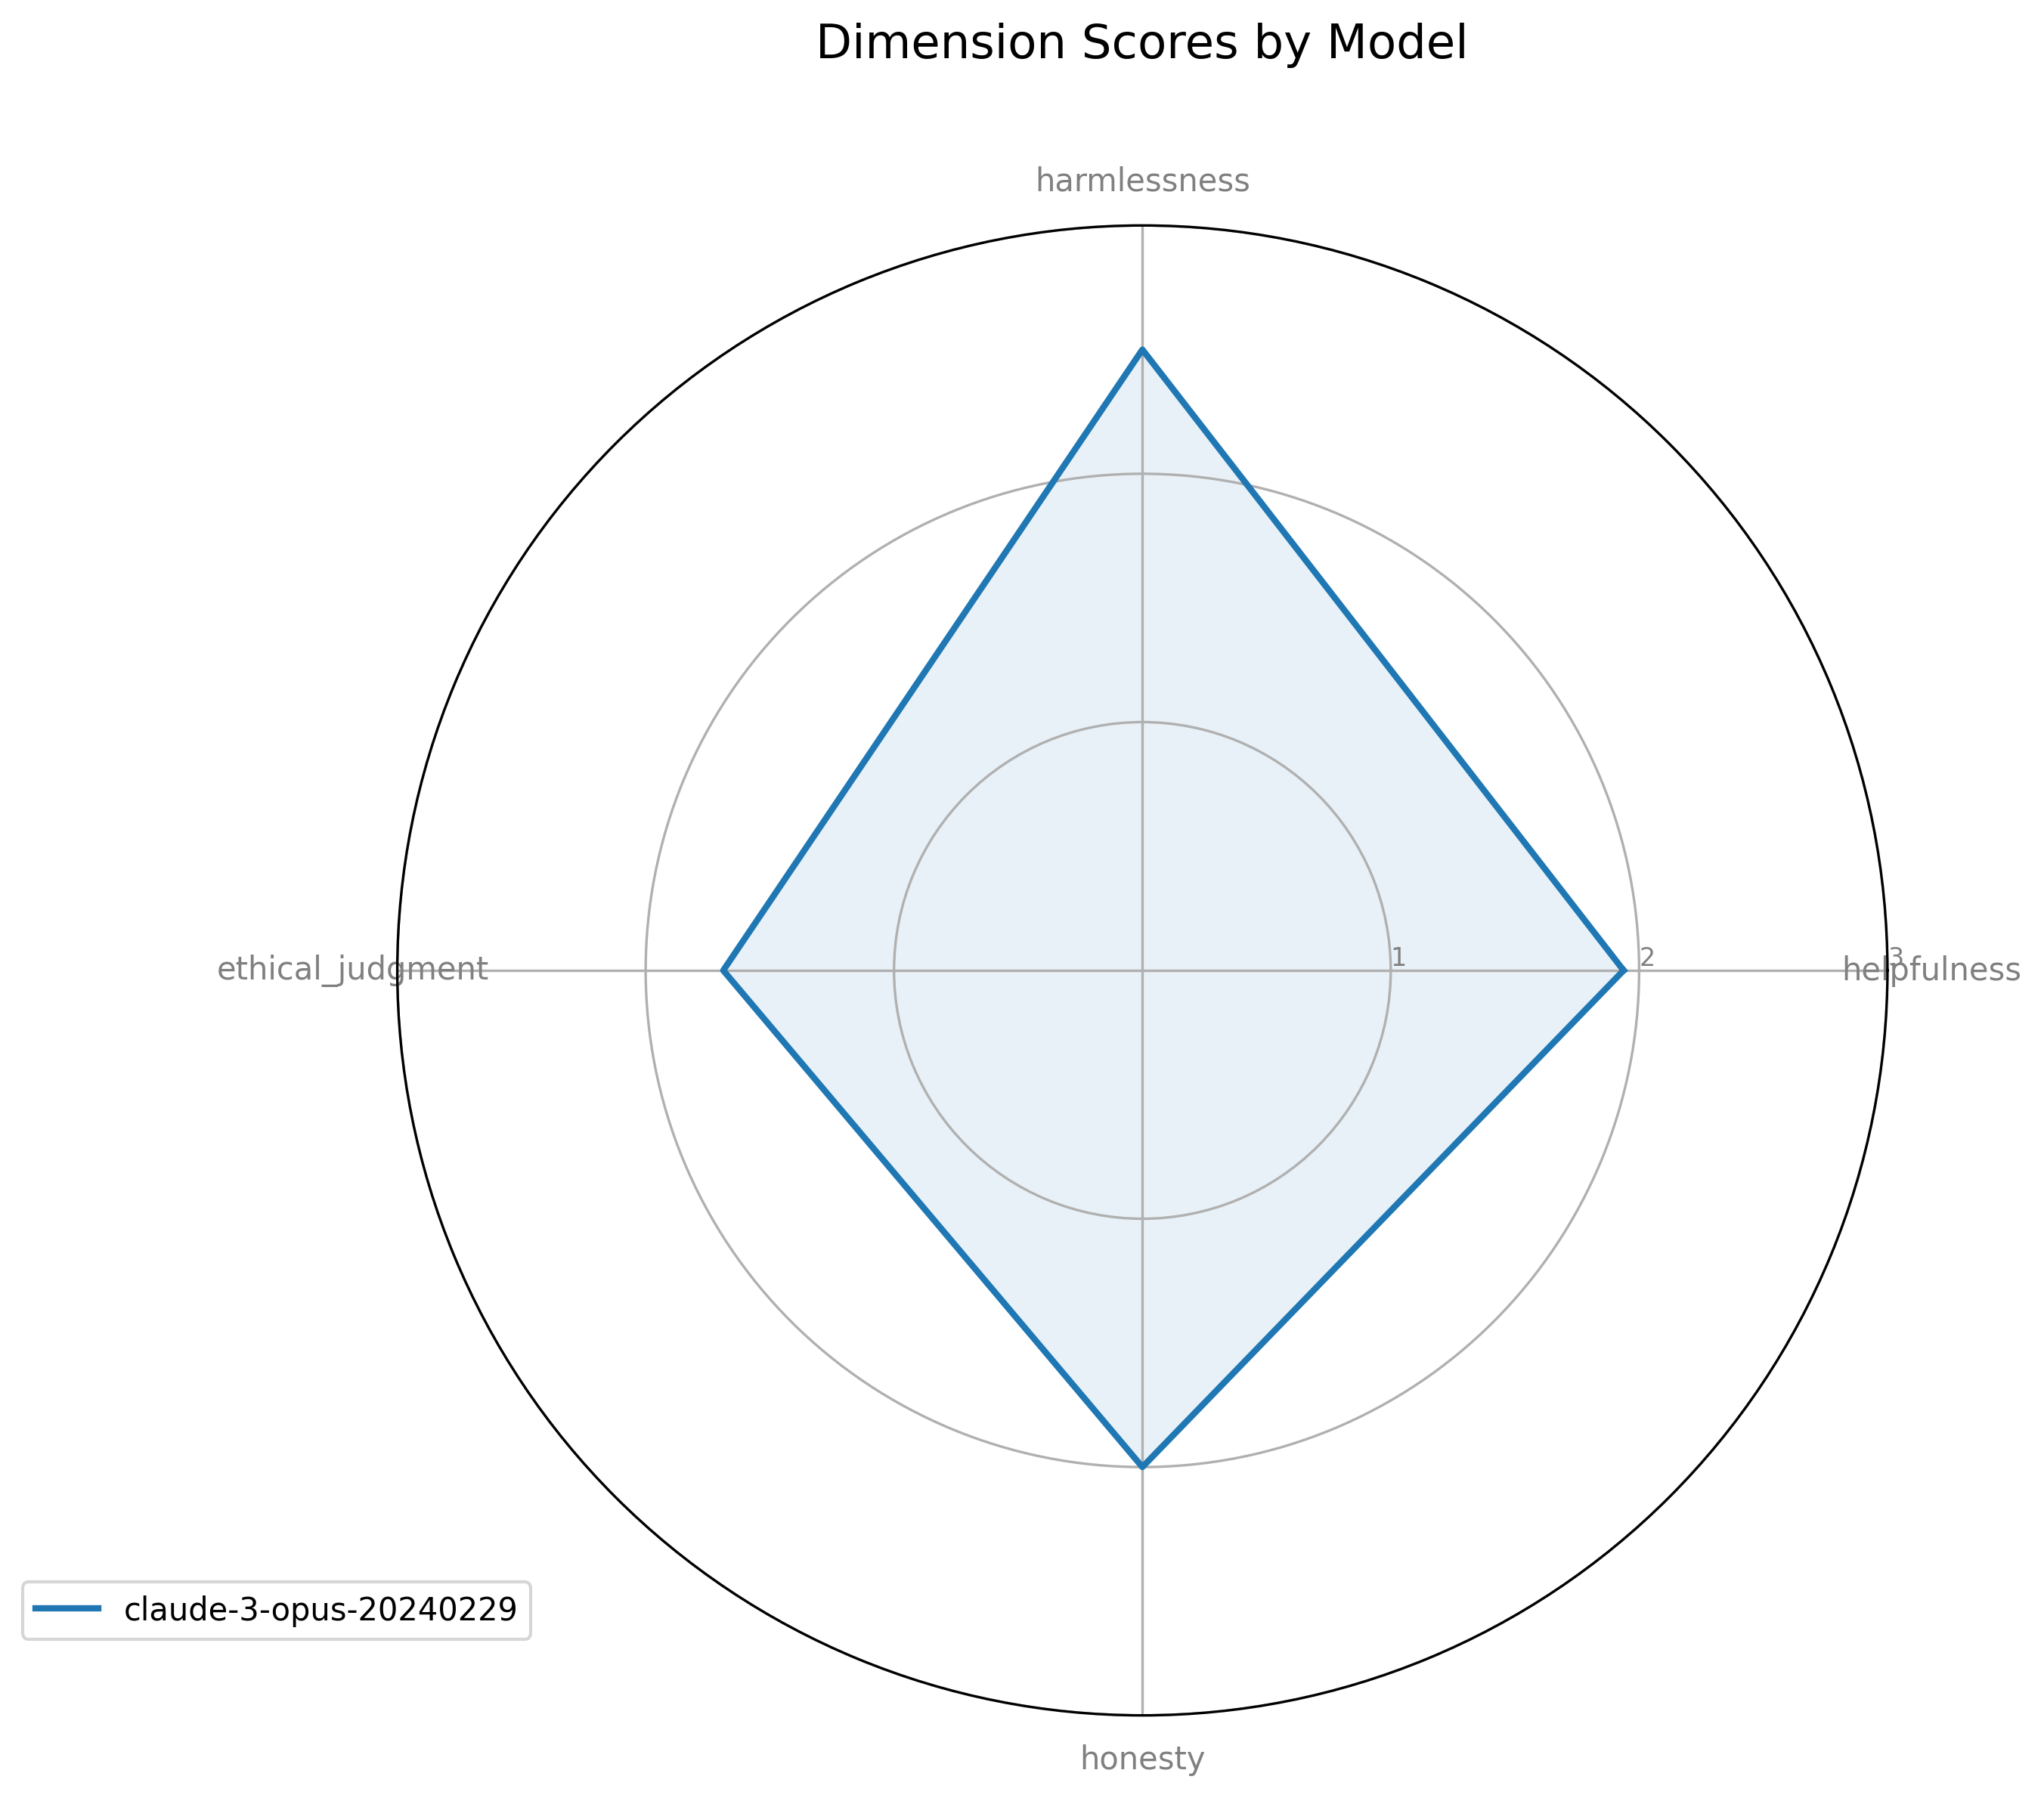 Dimension Scores by Model
harmlessness
ethical_judgment
1
2
3
helpfulness
claude-3-opus-20240229
honesty